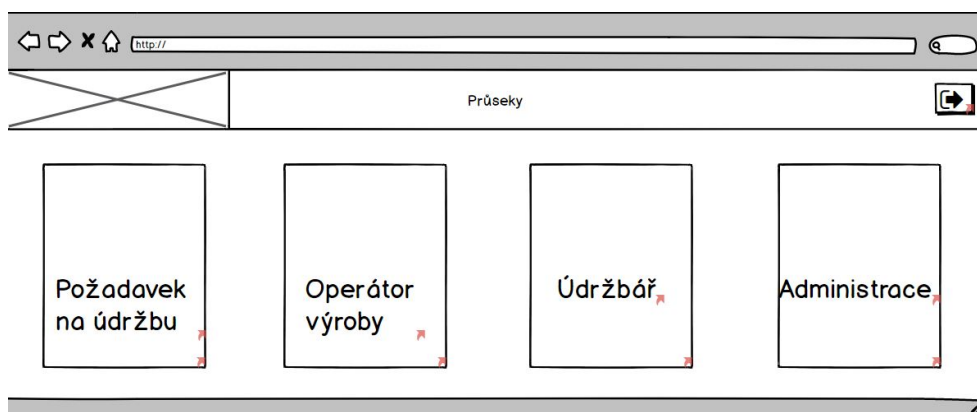 http://
Průseky
Požadavek
na údržbu
Operátor
výroby
Údržbář
Administrace